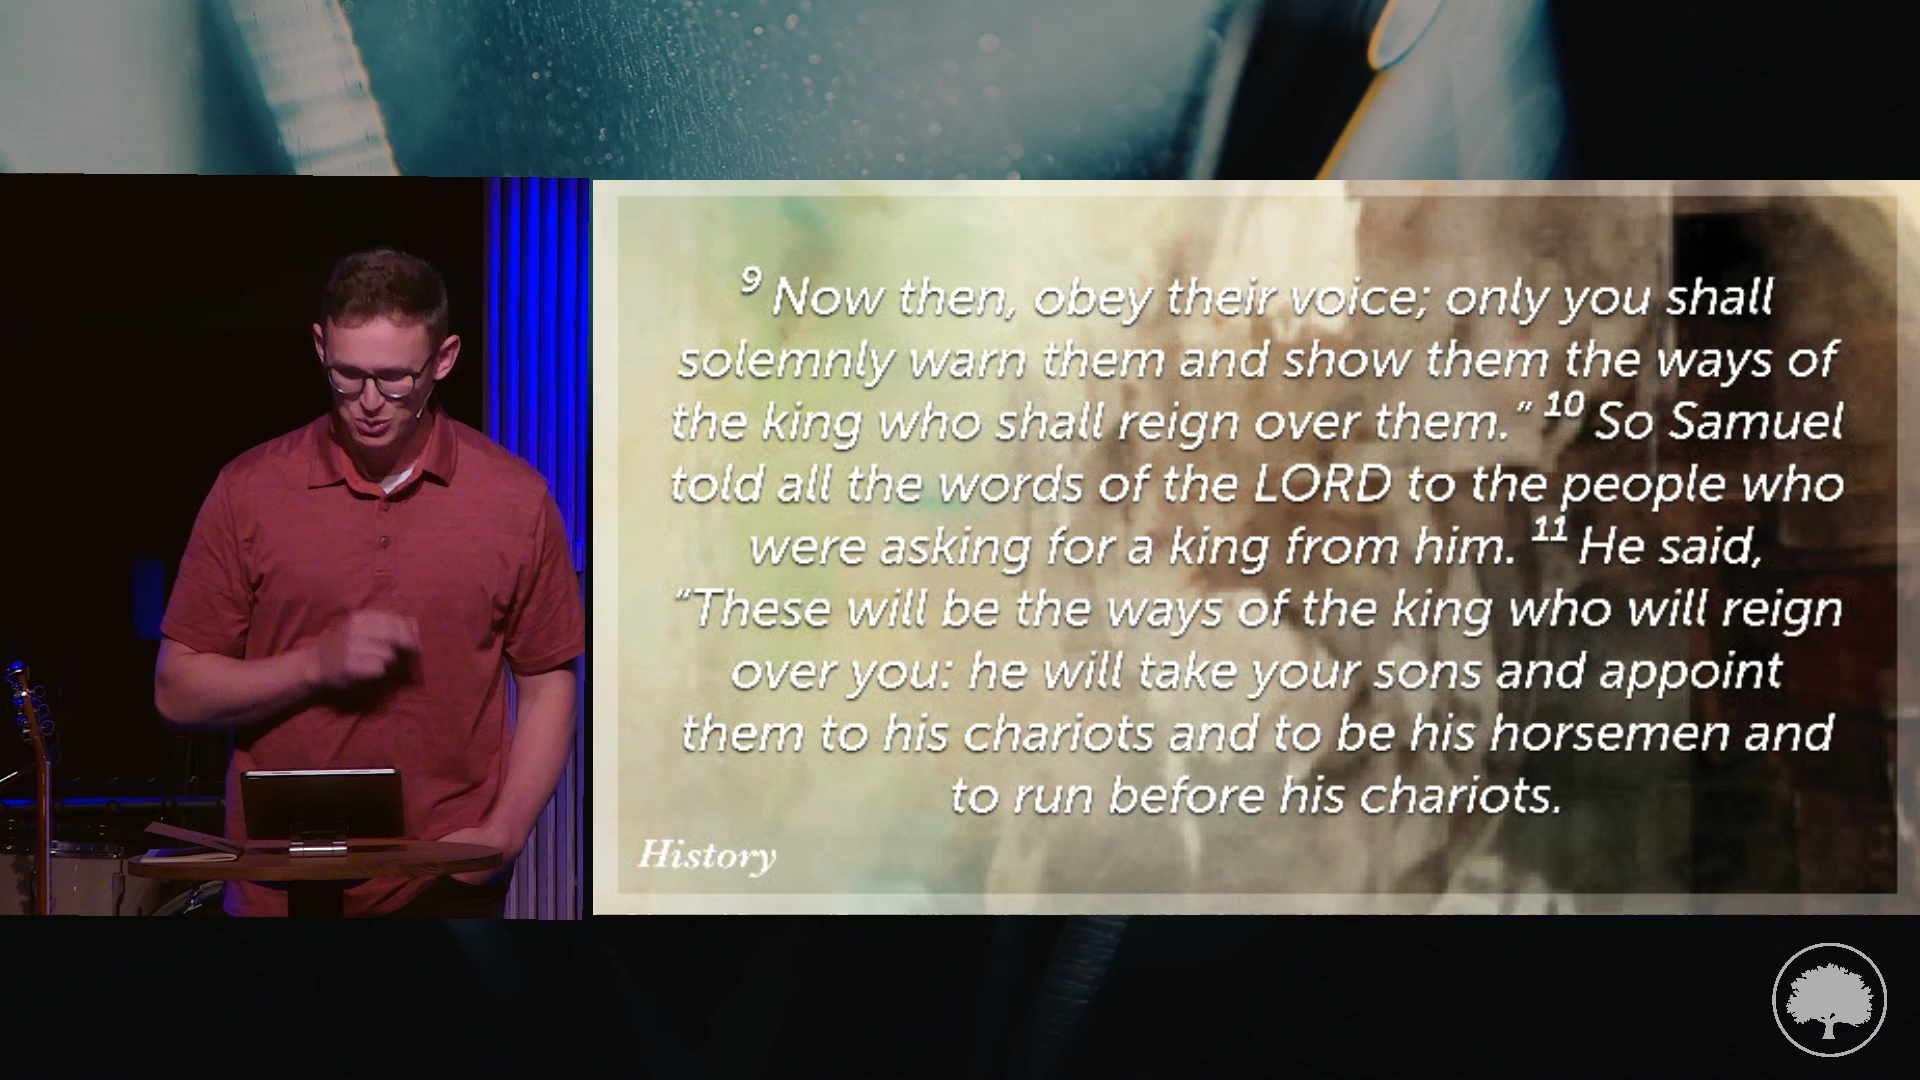 9 Now then, obey their voice; only you shall
solemnly warn them and show them the ways of
the king who shall reign over them.” 10 So Samuel
told all the words of the LORD to the people who
were asking for a king from him. 11 He said,
“These will be the ways of the king who will reign
over you: he will take your sons and appoint
them to his chariots and to be his horsemen and
to run before his chariots.
History